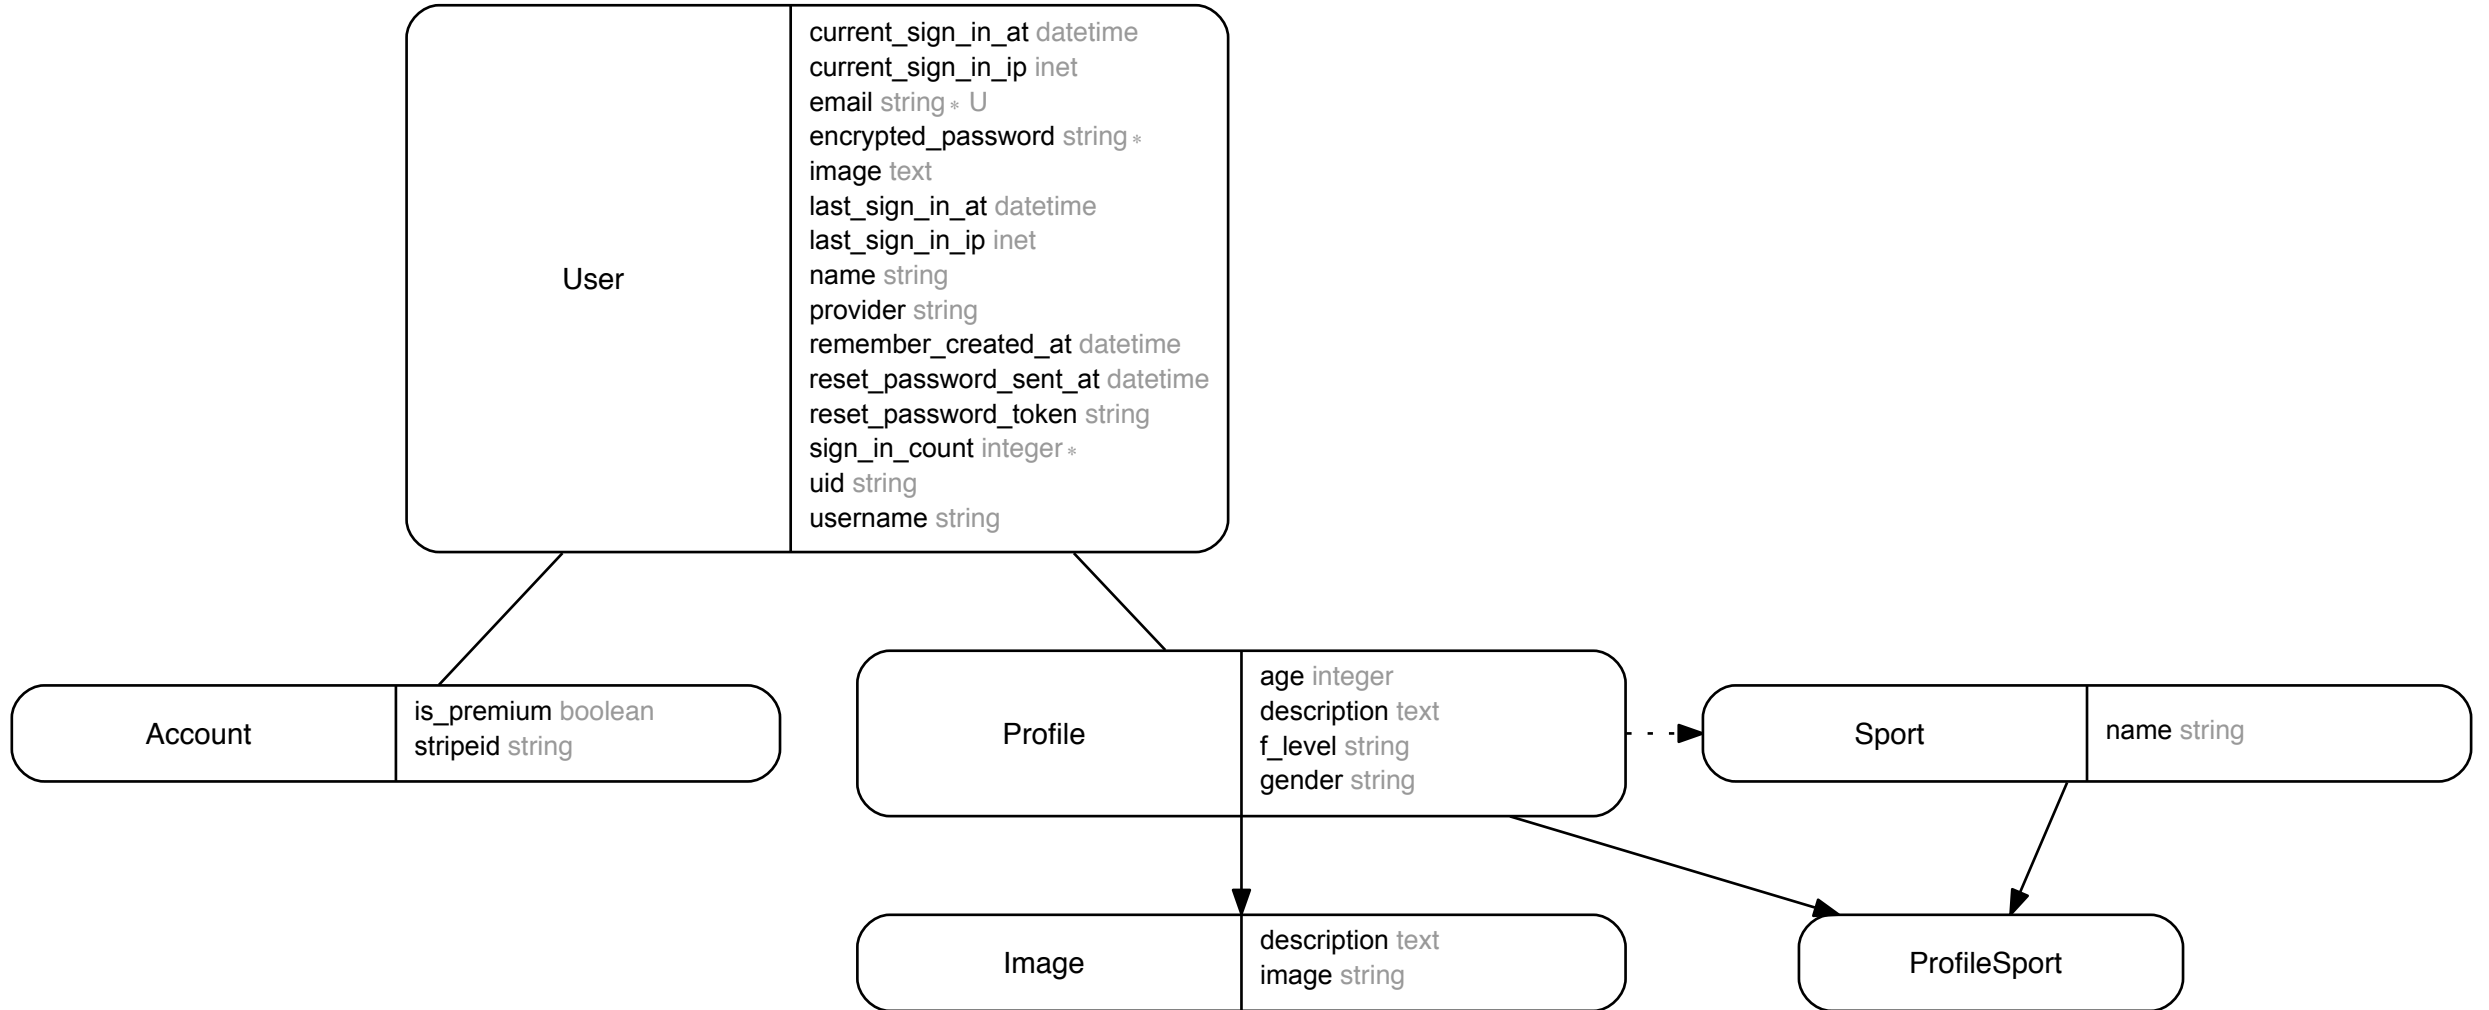 User
current_sign_in_at datetime
current_sign_in_ip inet
email string * U
encrypted_password string *
image text
last_sign_in_at datetime
last_sign_in_ip inet
name string
provider string
remember_created_at datetime
reset_password_sent_at datetime
reset_password_token string
sign_in_count integer *
uid string
username string
Account
is_premium boolean
stripeid string
Profile
age integer
description text
f_level string
gender string
Sport
name string
Image
description text
image string
ProfileSport